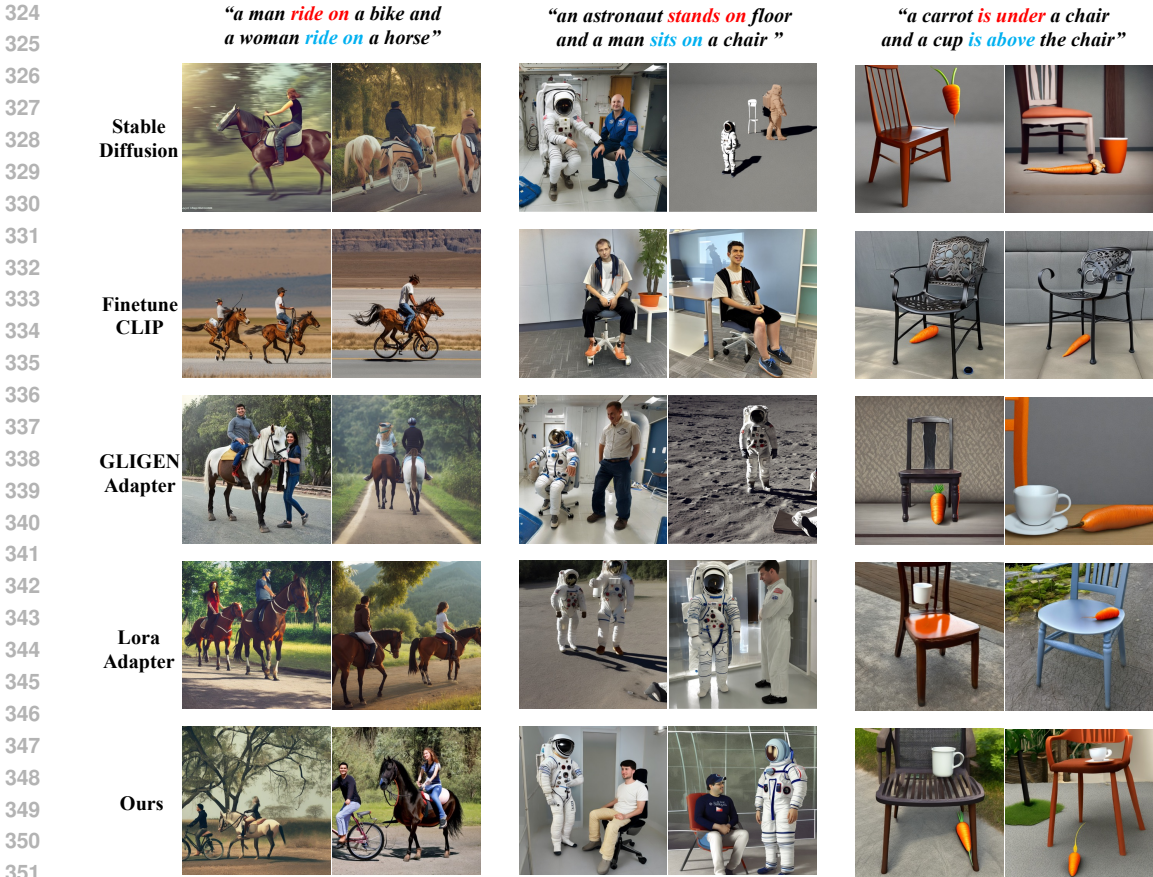 324
325
326
327
328
329
330
331
332
333
334
335
336
337
338
339
340
341
342
343
344
345
346
347
348
349
350
351
“a man ride on a bike and
a woman ride on a horse”
“an astronaut stands on floor
and a man sits on a chair ”
“a carrot is under a chair
and a cup is above the chair”
Stable
Diffusion
Finetune
CLIP
GLIGEN
Adapter
Lora
Adapter
Ours